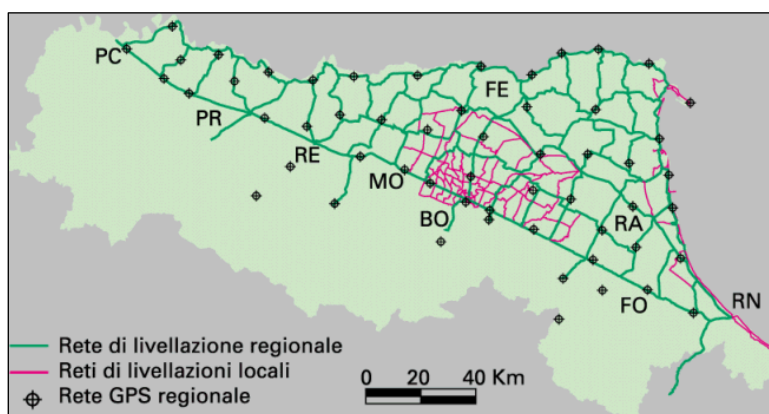 PC
FE
PR
RE
MO
BO
RA
FO
RN
Rete di livellazione regionale
Reti di livellazioni locali
Rete GPS regionale
0 20 40 Km